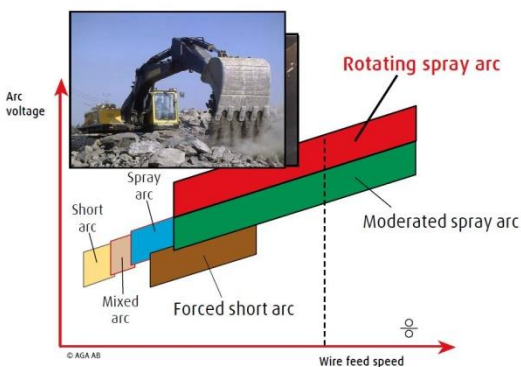 Rotating spray arc
Arc
voltage
Spray
arc
Short
arc
Moderated spray arc
Mixed
arc
Forced short arc
© AGA AB
Wire feed speed